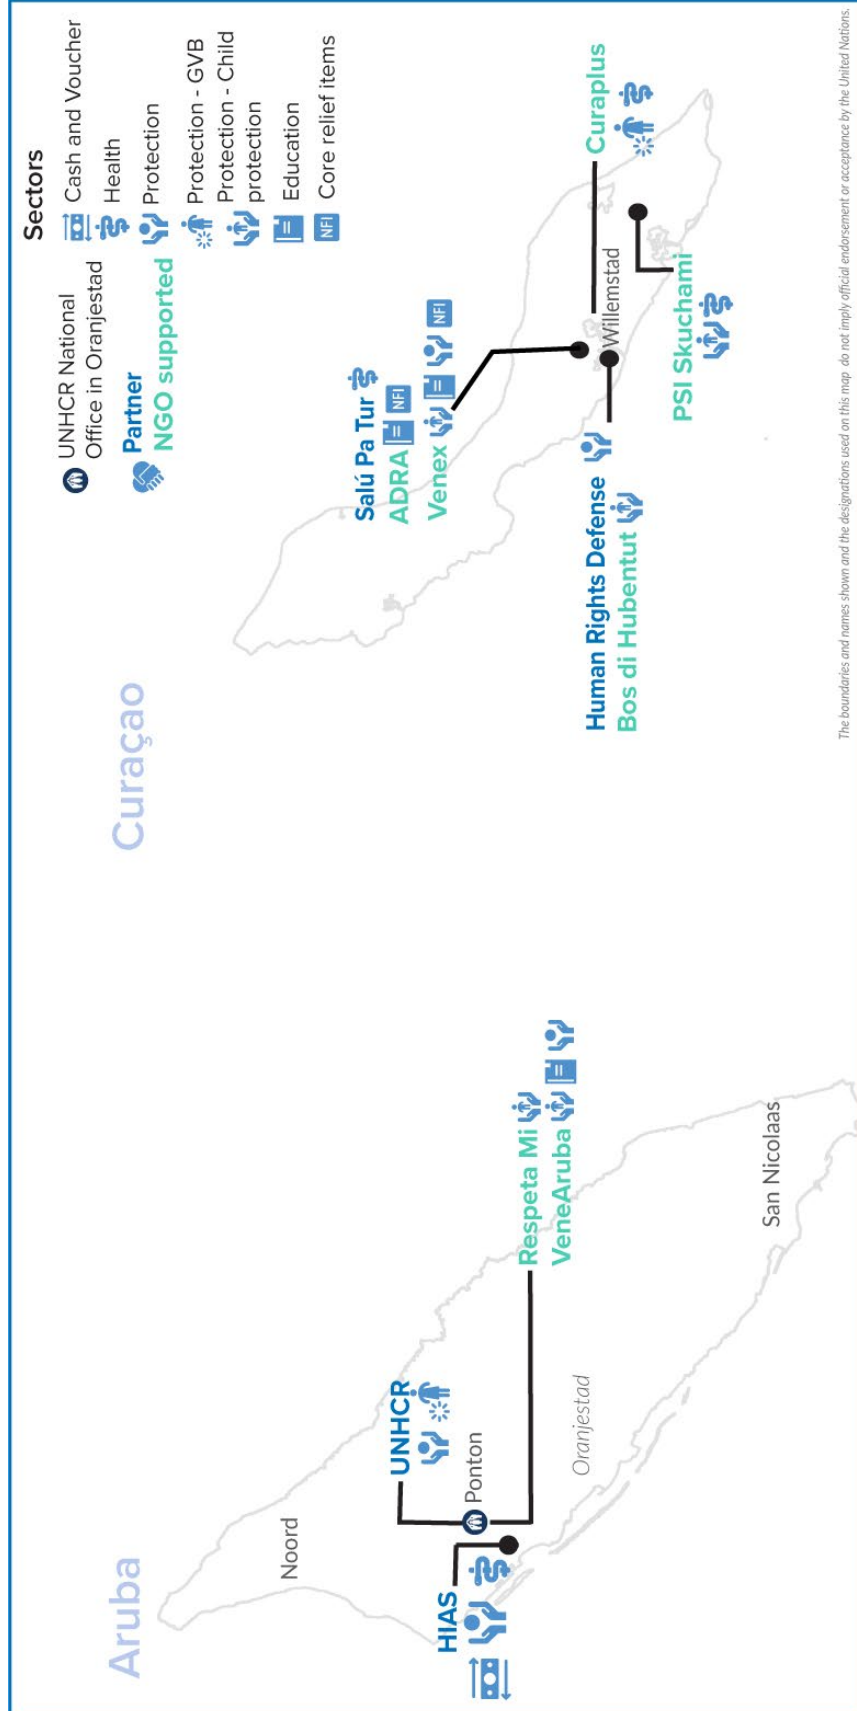 Aruba
Noord
HIAS
UNHCR
Ponton
Respeta Mi
VeneAruba
Oranjestad
San Nicolaas
Curaçao
UNHCR National
Office in Oranjestad
Partner
NGO supported
Sectors
Cash and Voucher
Health
Protection
Protection - GVB
Protection - Child
protection
Education
NFI Core relief items
Salú Pa Tur
ADRA NFI
Venex NFI
Curaplus
Willemstad
Human Rights Defense
Bos di Hubentut
PSI Skuchami
The boundaries and names shown and the designations used on this map do not imply official endorsement or acceptance by the United Nations.